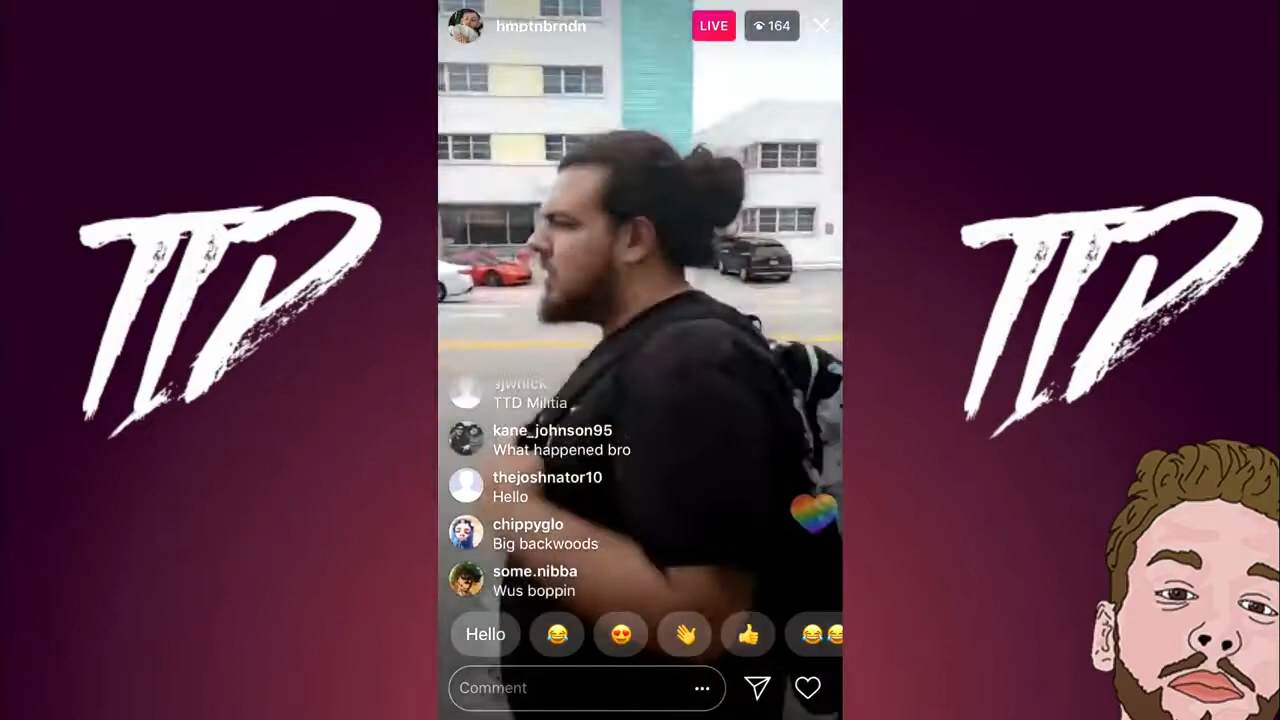 hmptnbrndn
LIVE
164
TTD
TTD
sjwnick
TTD Militia
kane_johnson95
What happened bro
thejoshnator10
Hello
chippyglo
Big backwoods
some.nibba
Wus boppin
Hello
Comment